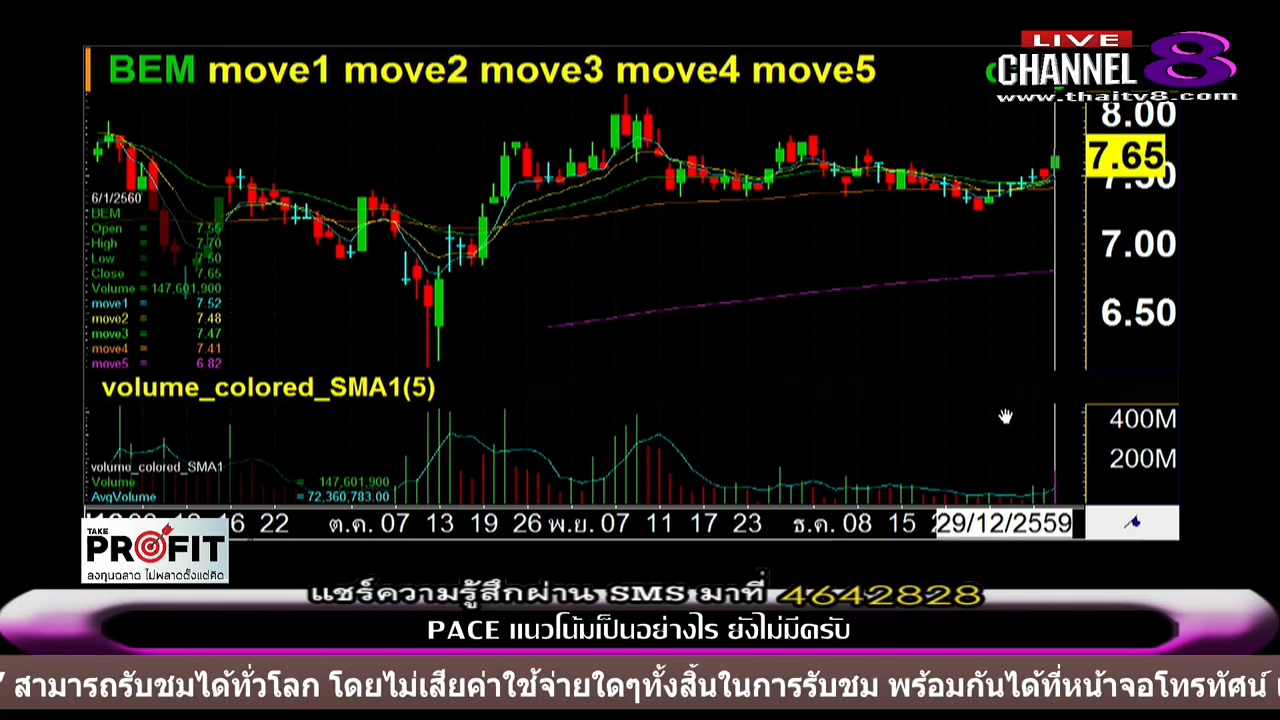 LIVE
CHANNEL 8
www.thaitv8.com
BEM move1 move2 move3 move4 move5
8.00
7.65
7.50
7.00
6.50
6/1/2560
BEM
Open = 7.55
High = 7.70
Low = 7.50
Close = 7.65
Volume = 147,601,900
move1 = 7.52
move2 = 7.48
move3 = 7.47
move4 = 7.41
move5 = 6.82
volume_colored_SMA1(5)
400M
200M
volume_colored_SMA1
Volume = 147,601,900
AvgVolume = 72,360,783.00
16 22 ต.ค. 07 13 19 26 พ.ย. 07 11 17 23 ธ.ค. 08 15 29/12/2559
TAKE
PROFIT
ลงทุนฉลาด ไม่พลาดตั้งแต่คิด
แชร์ความรู้สึกผ่าน SMS มาที่ 4642828
PACE แนวโน้มเป็นอย่างไร ยังไม่มีครับ
สามารถรับชมได้ทั่วโลก โดยไม่เสียค่าใช้จ่ายใดๆทั้งสิ้นในการรับชม พร้อมกันได้ที่หน้าจอโทรทัศน์